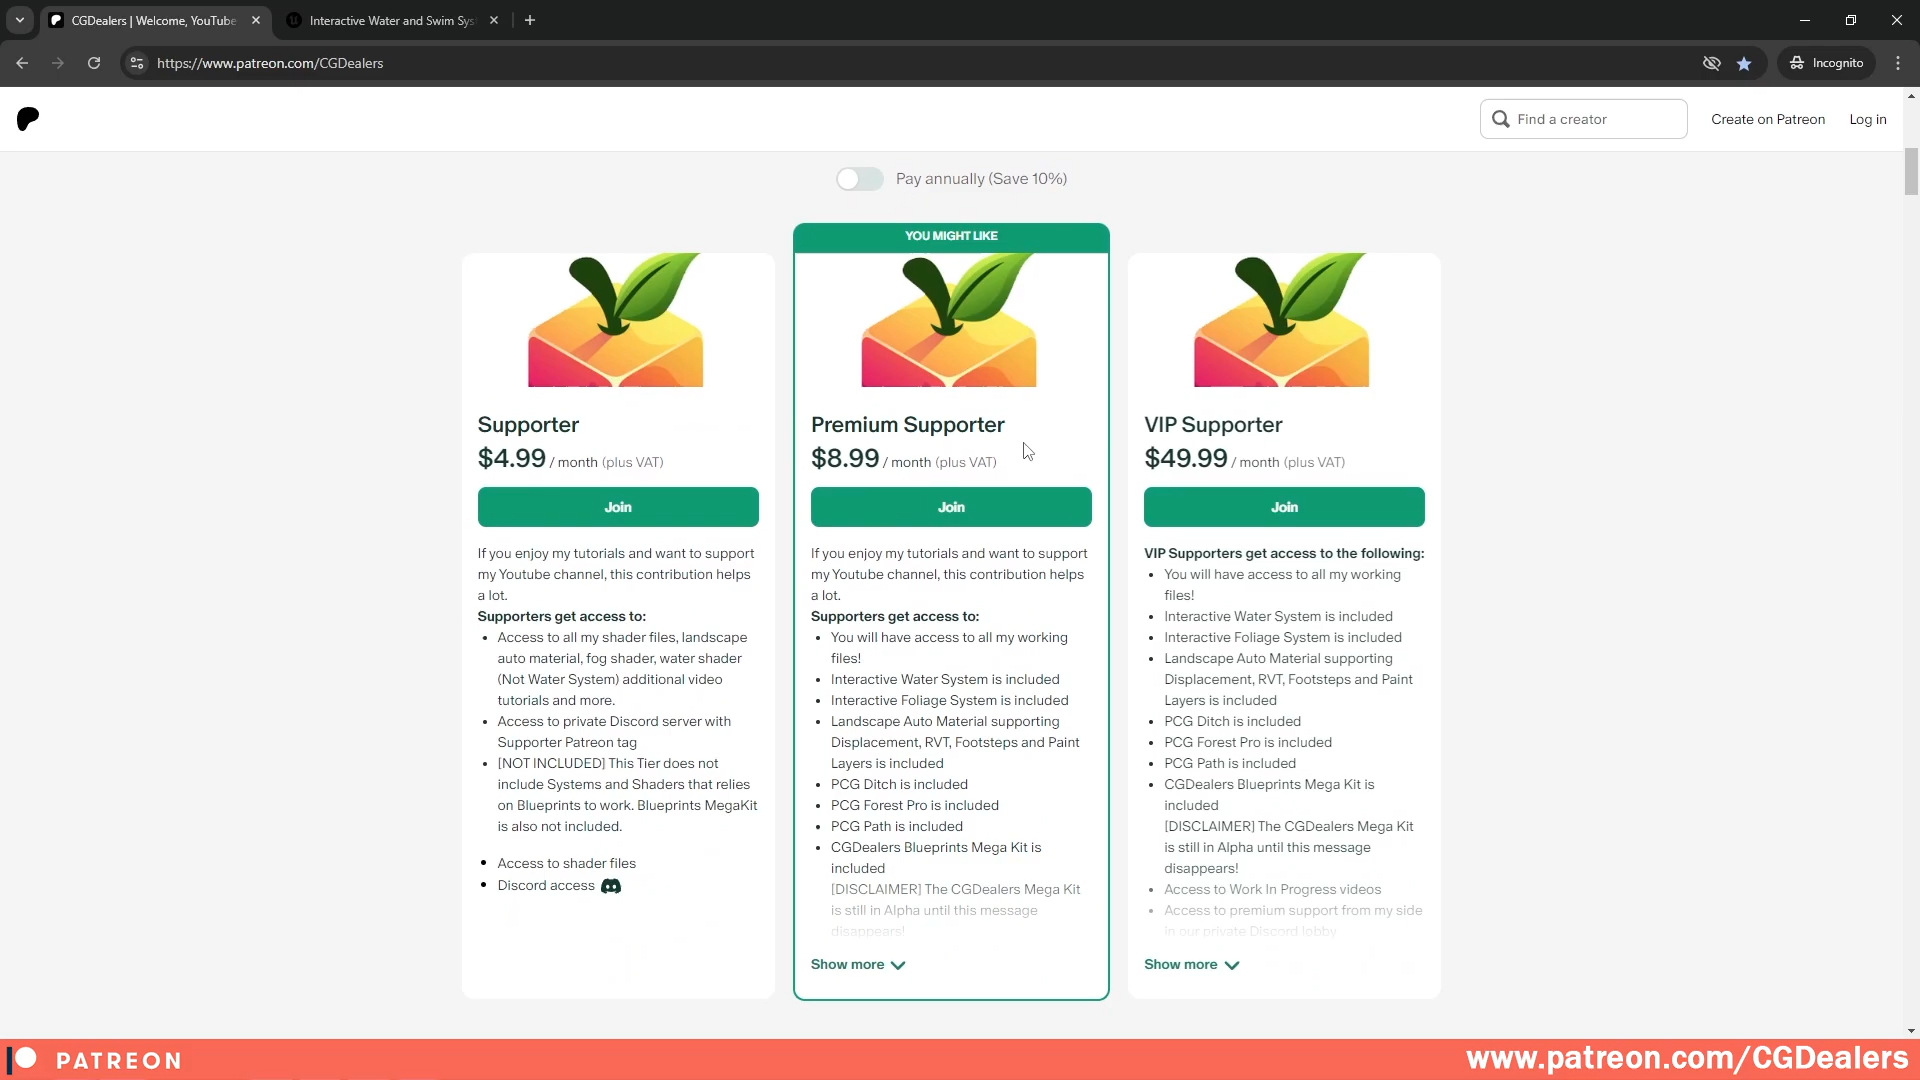 CGDealers | Welcome, YouTube
Interactive Water and Swim Sys
https://www.patreon.com/CGDealers
Incognito
Find a creator
Create on Patreon
Log in
Pay annually (Save 10%)
YOU MIGHT LIKE
Supporter
$4.99 / month (plus VAT)
Join
If you enjoy my tutorials and want to support
my Youtube channel, this contribution helps
a lot.
Supporters get access to:
• Access to all my shader files, landscape
auto material, fog shader, water shader
(Not Water System) additional video
tutorials and more.
• Access to private Discord server with
Supporter Patreon tag
• [NOT INCLUDED] This Tier does not
include Systems and Shaders that relies
on Blueprints to work. Blueprints MegaKit
is also not included.
• Access to shader files
• Discord access
Premium Supporter
$8.99 / month (plus VAT)
Join
If you enjoy my tutorials and want to support
my Youtube channel, this contribution helps
a lot.
Supporters get access to:
• You will have access to all my working
files!
• Interactive Water System is included
• Interactive Foliage System is included
• Landscape Auto Material supporting
Displacement, RVT, Footsteps and Paint
Layers is included
• PCG Ditch is included
• PCG Forest Pro is included
• PCG Path is included
• CGDealers Blueprints Mega Kit is
included
[DISCLAIMER] The CGDealers Mega Kit
is still in Alpha until this message
disappears!
Show more
VIP Supporter
$49.99 / month (plus VAT)
Join
VIP Supporters get access to the following:
• You will have access to all my working
files!
• Interactive Water System is included
• Interactive Foliage System is included
• Landscape Auto Material supporting
Displacement, RVT, Footsteps and Paint
Layers is included
• PCG Ditch is included
• PCG Forest Pro is included
• PCG Path is included
• CGDealers Blueprints Mega Kit is
included
[DISCLAIMER] The CGDealers Mega Kit
is still in Alpha until this message
disappears!
• Access to Work In Progress videos
• Access to premium support from my side
in our private Discord lobby
Show more
PATREON
www.patreon.com/CGDealers